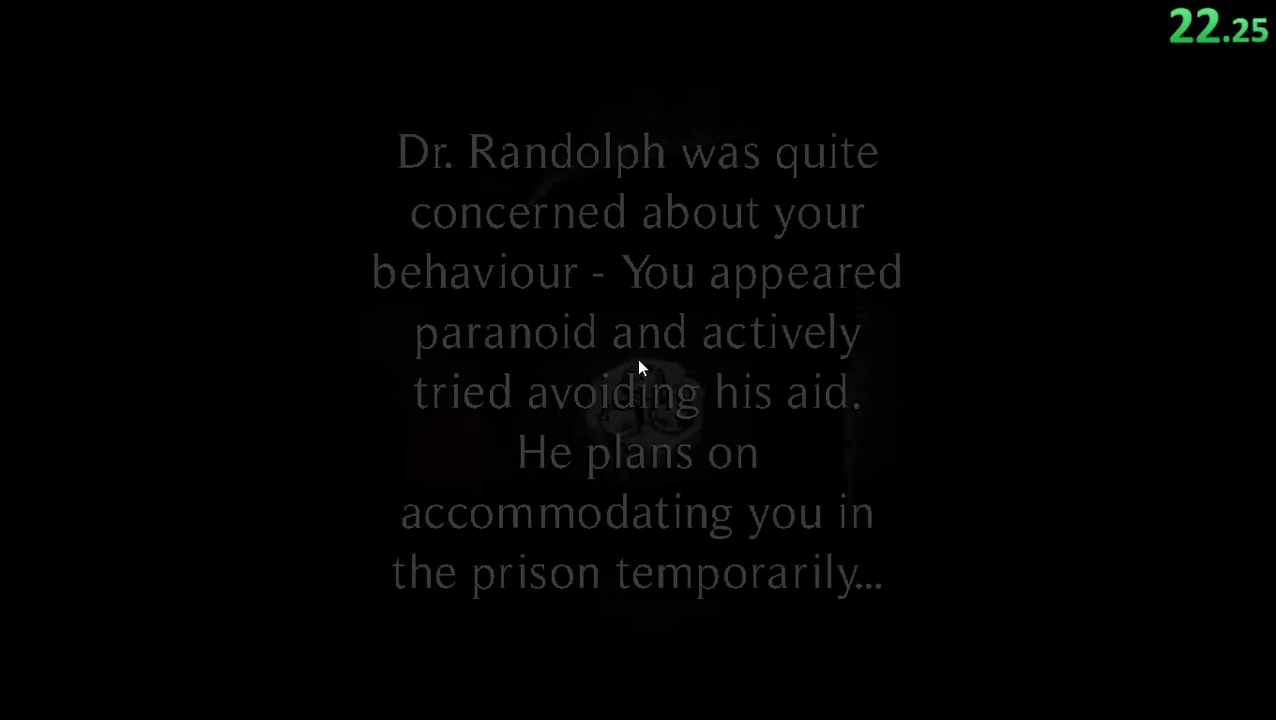 22.25
Dr. Randolph was quite
concerned about your
behaviour - You appeared
paranoid and actively
tried avoiding his aid.
He plans on
accommodating you in
the prison temporarily...